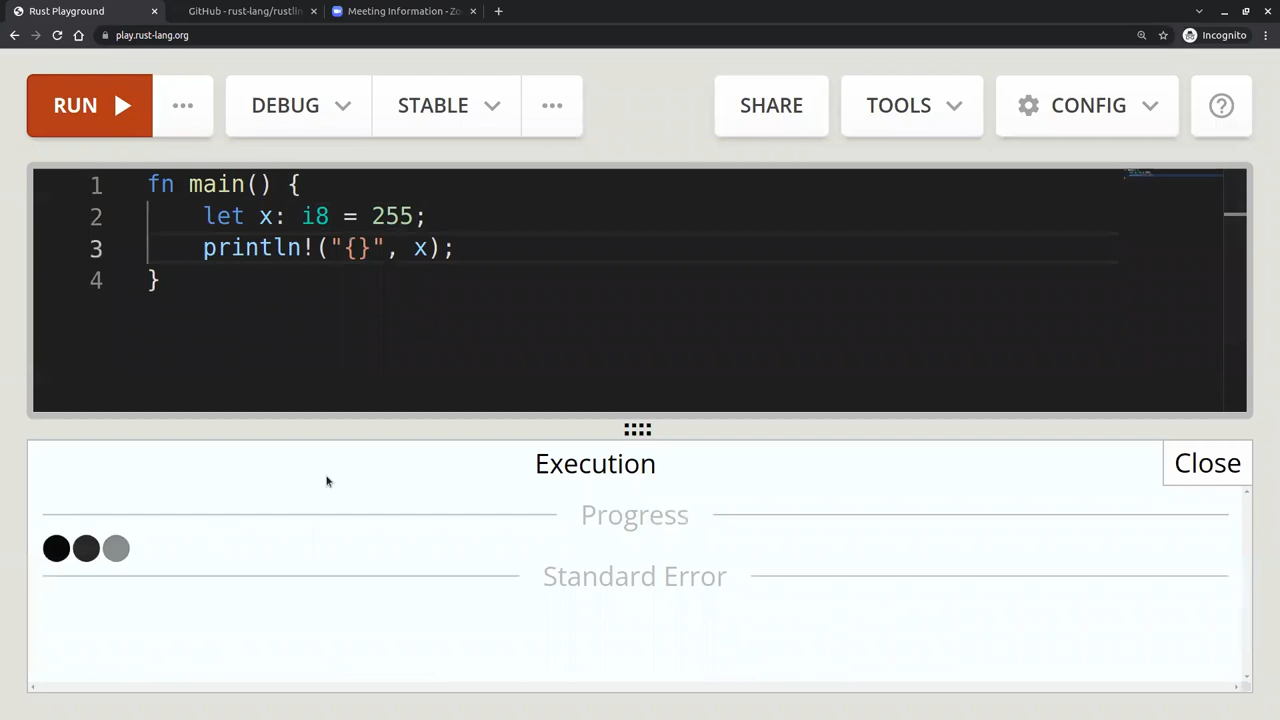 Rust Playground
GitHub - rust-lang/rustlin
Meeting Information - Zo
play.rust-lang.org
Incognito
RUN
DEBUG
STABLE
SHARE
TOOLS
CONFIG
1 fn main() {
2 let x: i8 = 255;
3 println!("{}", x);
4 }
Execution
Close
Progress
Standard Error